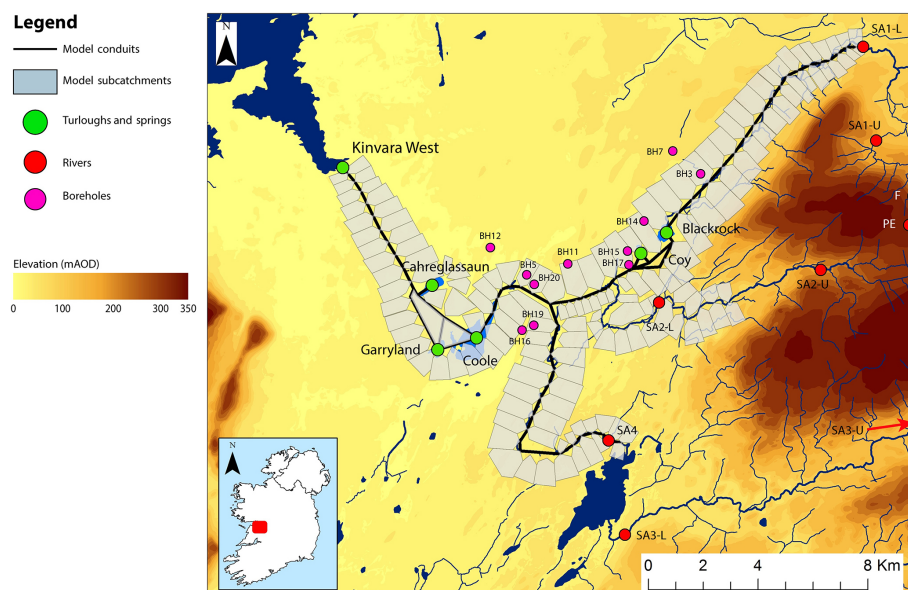 Legend
Model conduits
Model subcatchments
Turloughs and springs
Rivers
Boreholes
Elevation (mAOD)
0 100 200 300 350
N
SA1-L
SA1-U
Kinvara West
BH7
BH3
F
PE
BH14
Blackrock
BH12
BH15
BH11
BH17
Coy
Cahreglassaun
BH5
BH20
SA2-U
SA2-L
BH19
BH16
Garryland
Coole
SA4
SA3-U
N
SA3-L
0 2 4 8 Km